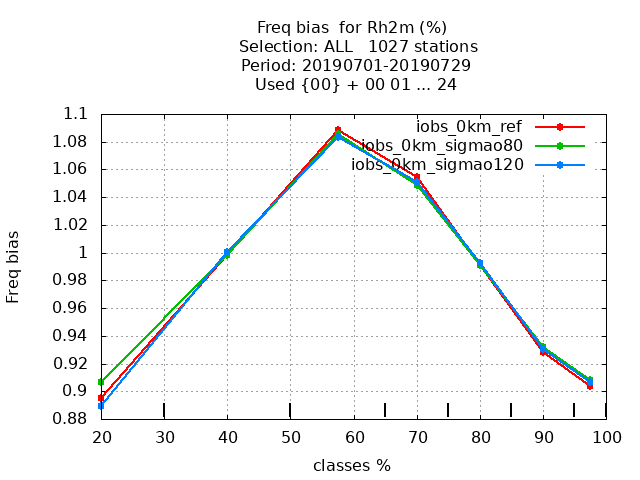 Freq bias  for Rh2m (%)
Selection: ALL   1027 stations
Period: 20190701-20190729
Used {00} + 00 01 ... 24
1.1
1.08
1.06
1.04
1.02
1
0.98
0.96
0.94
0.92
0.9
0.88
Freq bias
iobs_0km_ref
iobs_0km_sigmao80
iobs_0km_sigmao120
20 30 40 50 60 70 80 90 100
classes %